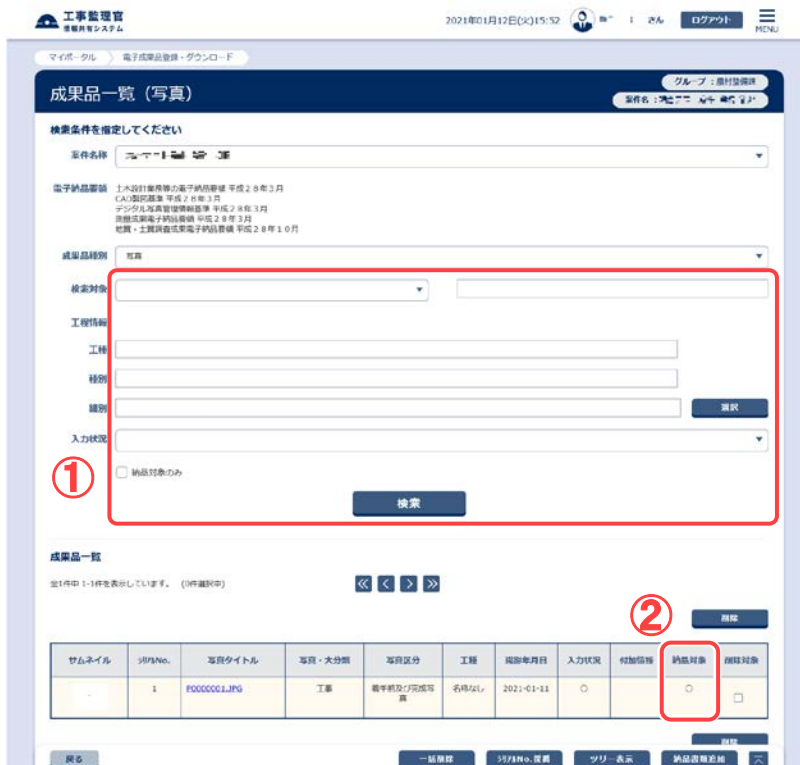 工事監理官
情報共有システム
2021年01月12日(火)15:52
さん
ログアウト
MENU
マイポータル
電子成果品登録・ダウンロード
成果品一覧(写真)
グループ:農村整備課
案件名:
検索条件を指定してください
案件名称
電子納品要領
土木設計業務等の電子納品要領 平成28年3月
CAD製図基準 平成28年3月
デジタル写真管理情報基準 平成28年3月
測量成果電子納品要領 平成28年3月
地質・土質調査成果電子納品要領 平成28年10月
成果品種別
写真
検索対象
工程情報
工種
種別
細別
選択
入力状況
納品対象のみ
①
検索
成果品一覧
全1件中 1-1件を表示しています。 (0件選択中)
②
削除
サムネイル
シリアルNo.
写真タイトル
写真・大分類
写真区分
工種
撮影年月日
入力状況
付加情報
納品対象
削除対象
1
P0000001.JPG
工事
着手前及び完成写真
名称なし
2021-01-11
○
○
削除
戻る
一括削除
シリアルNo.復番
ツリー表示
納品書類追加